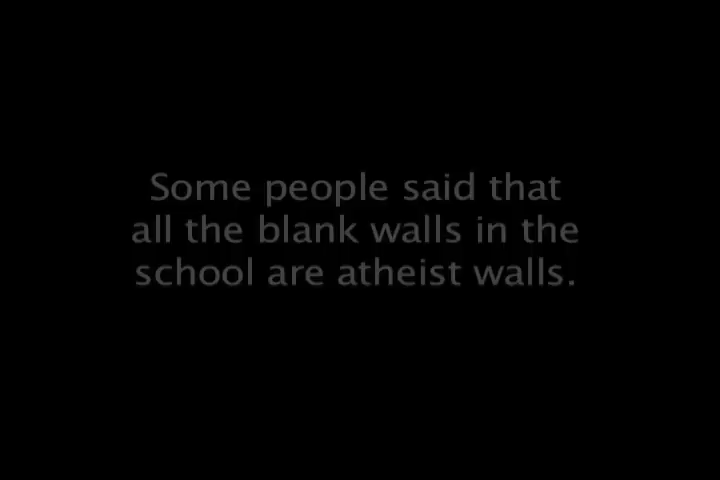 Some people said that
all the blank walls in the
school are atheist walls.